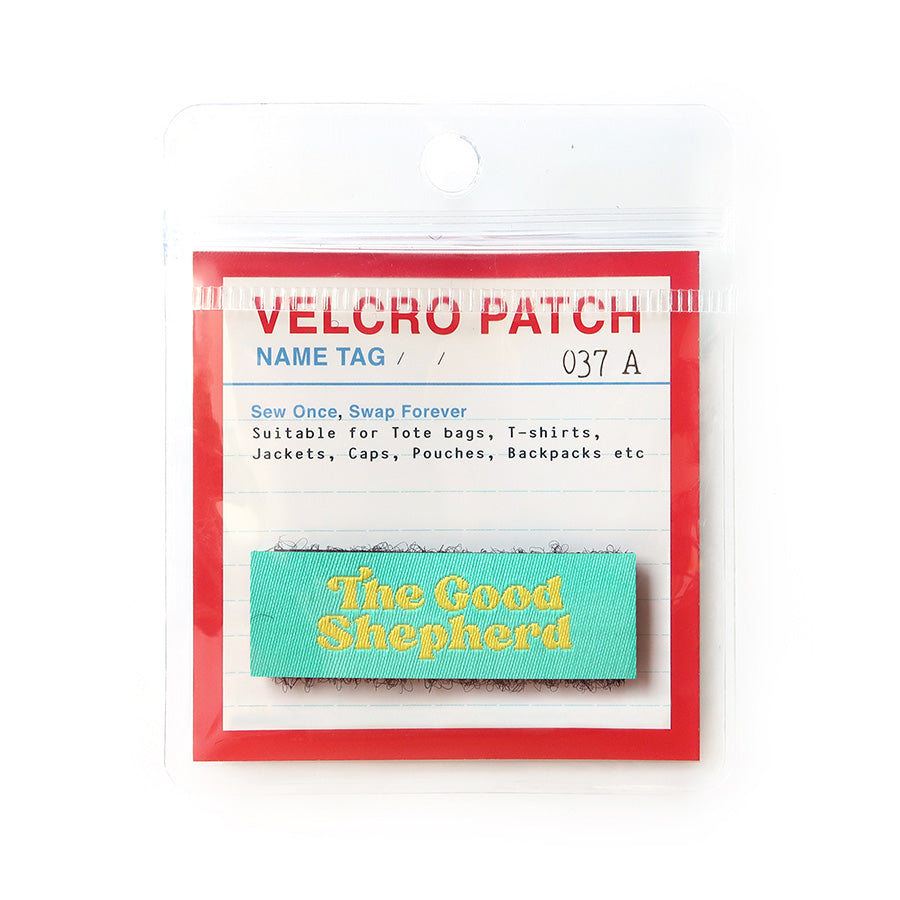 VELCRO PATCH
NAME TAG / / 037 A
Sew Once, Swap Forever
Suitable for Tote bags, T-shirts,
Jackets, Caps, Pouches, Backpacks etc
The Good
Shepherd